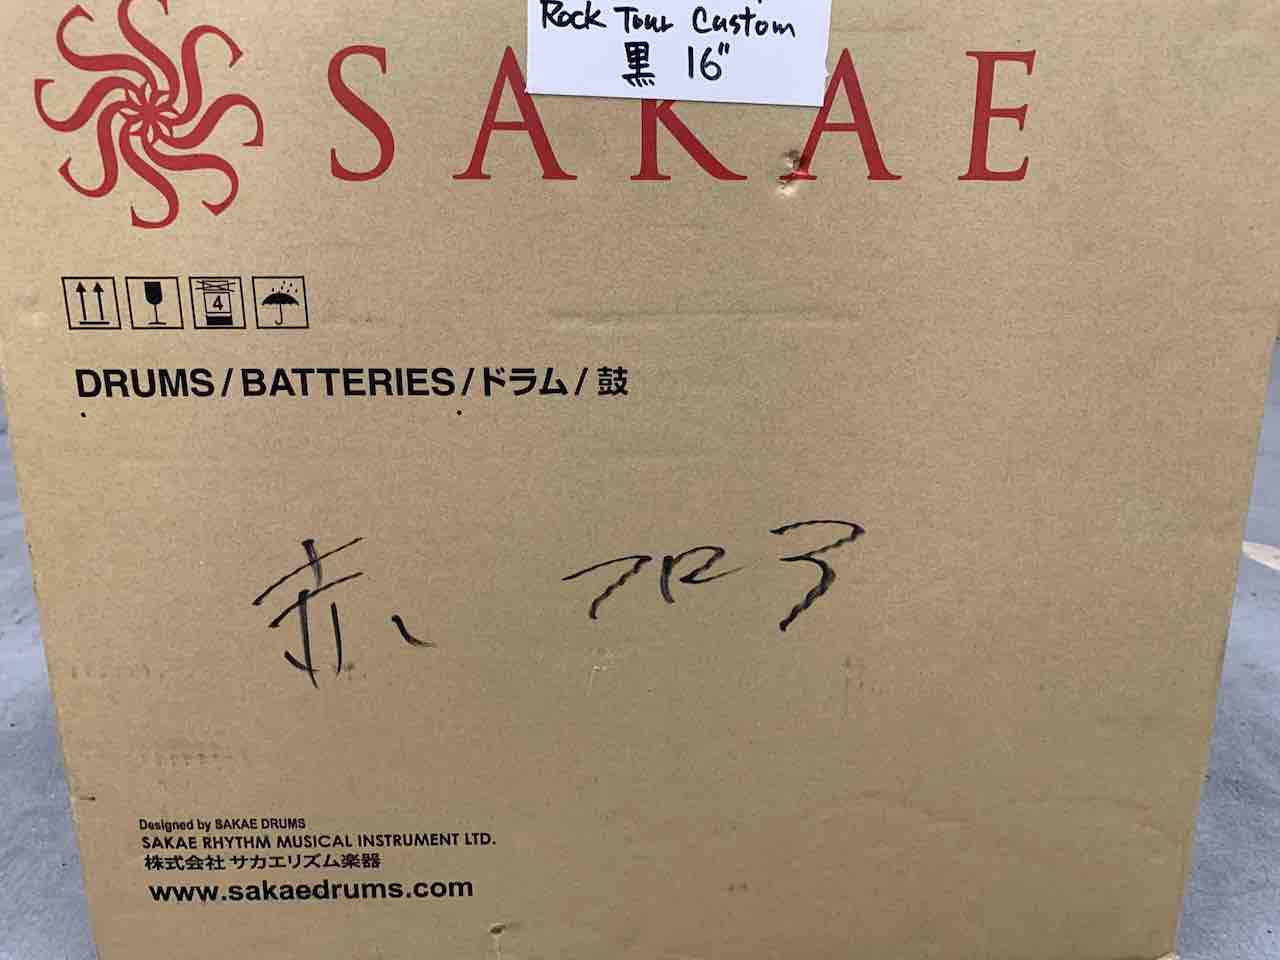 Rock Tour Custom
黒 16"
SAKAE
4
DRUMS/BATTERIES/ドラム/鼓
赤 フロア
Designed by SAKAE DRUMS
SAKAE RHYTHM MUSICAL INSTRUMENT LTD.
株式会社 サカエリズム楽器
www.sakaedrums.com